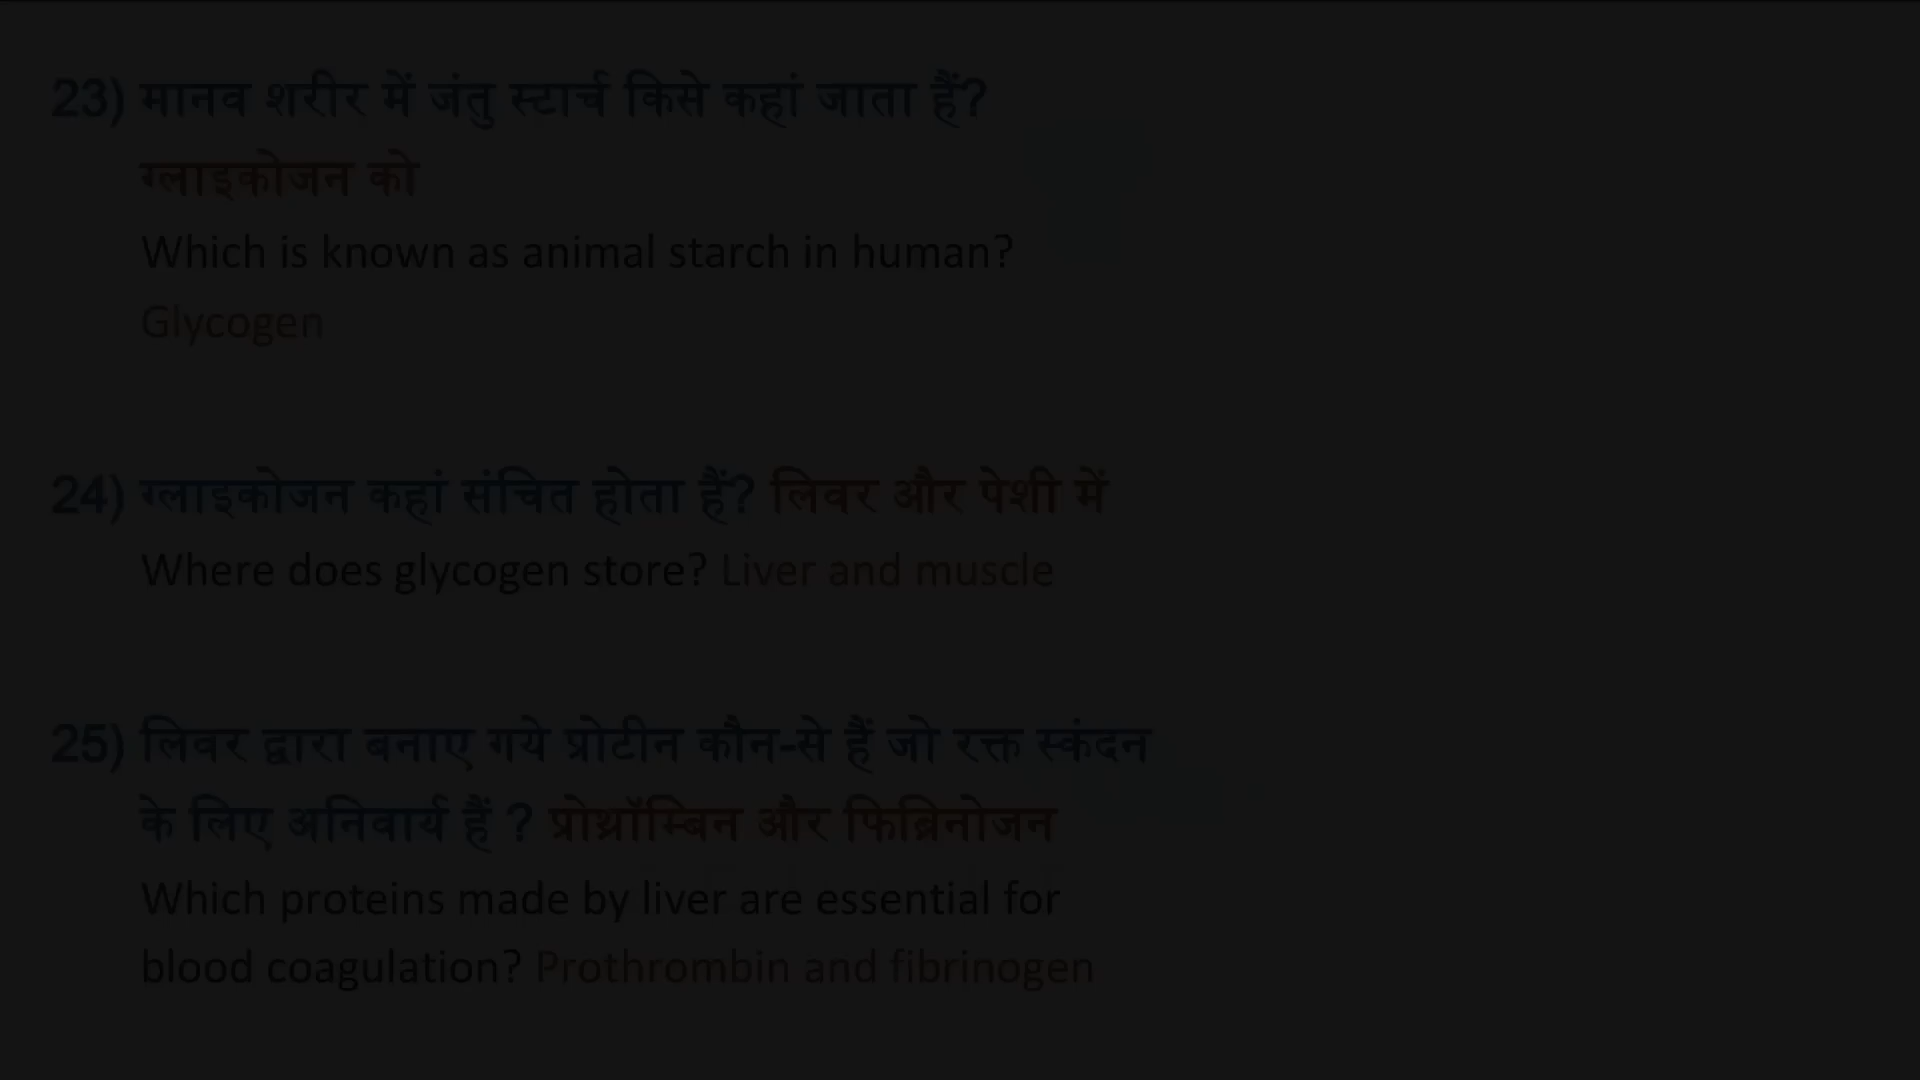 23) मानव शरीर में जंतु स्टार्च किसे कहां जाता हैं?
ग्लाइकोजन को
Which is known as animal starch in human?
Glycogen
24) ग्लाइकोजन कहां संचित होता हैं? लिवर और पेशी में
Where does glycogen store? Liver and muscle
25) लिवर द्वारा बनाए गये प्रोटीन कौन-से हैं जो रक्त स्कंदन
के लिए अनिवार्य हैं ? प्रोथ्रॉम्बिन और फिब्रिनोजन
Which proteins made by liver are essential for
blood coagulation? Prothrombin and fibrinogen